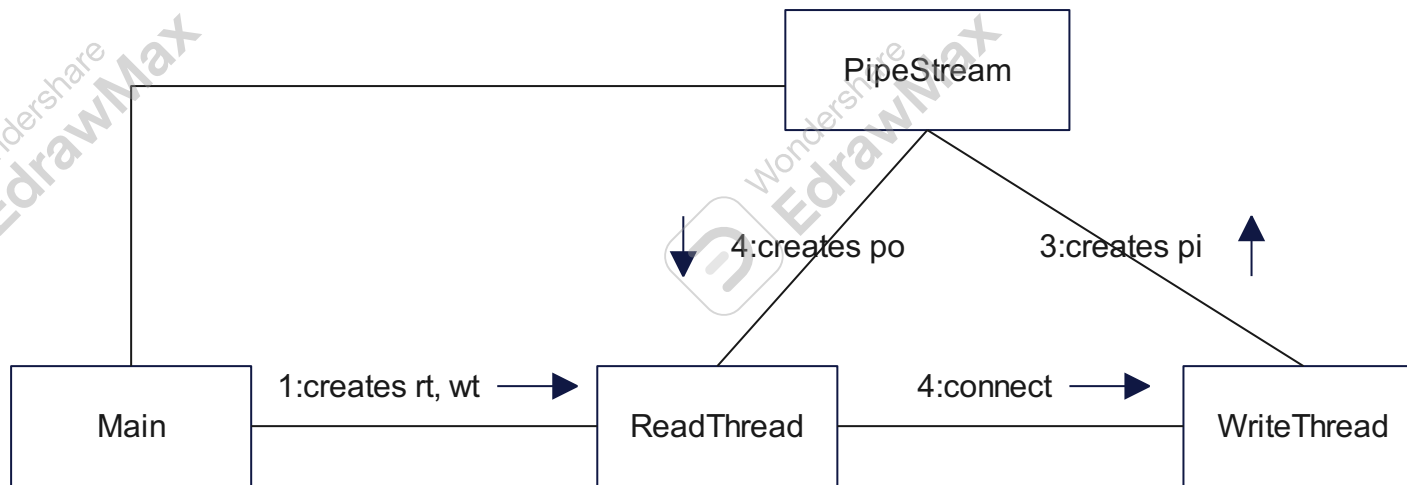 PipeStream
Wondershare
EdrawMax
Wondershare
EdrawMax
4:creates po
3:creates pi
1:creates rt, wt
4:connect
Main
ReadThread
WriteThread